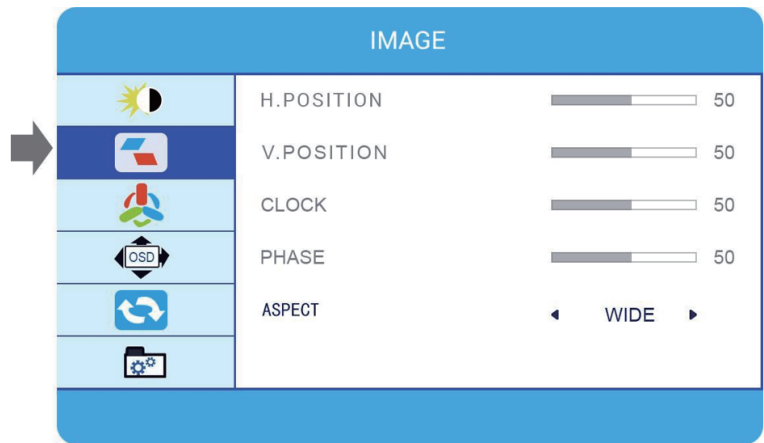 IMAGE
H.POSITION 50
V.POSITION 50
CLOCK 50
OSD
PHASE 50
ASPECT WIDE